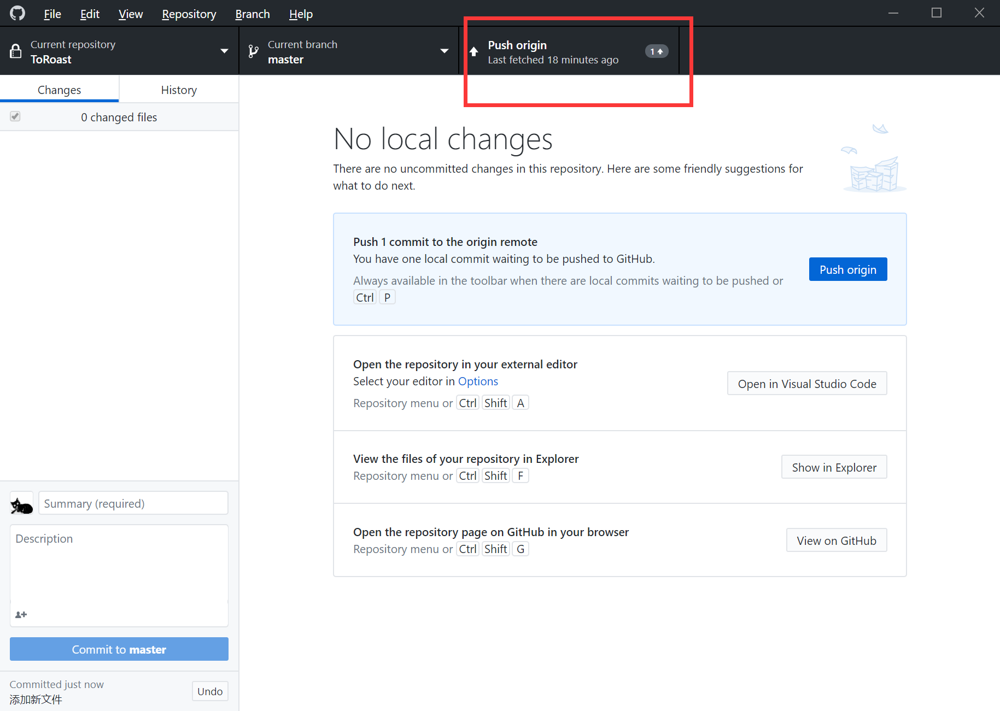 File Edit View Repository Branch Help
Current repository
ToRoast
Current branch
master
Push origin
Last fetched 18 minutes ago
1
Changes
History
0 changed files
No local changes
There are no uncommitted changes in this repository. Here are some friendly suggestions for
what to do next.
Push 1 commit to the origin remote
You have one local commit waiting to be pushed to GitHub.
Always available in the toolbar when there are local commits waiting to be pushed or
Ctrl P
Push origin
Open the repository in your external editor
Select your editor in Options
Repository menu or Ctrl Shift A
Open in Visual Studio Code
View the files of your repository in Explorer
Repository menu or Ctrl Shift F
Show in Explorer
Open the repository page on GitHub in your browser
Repository menu or Ctrl Shift G
View on GitHub
Summary (required)
Description
Commit to master
Committed just now
添加新文件
Undo